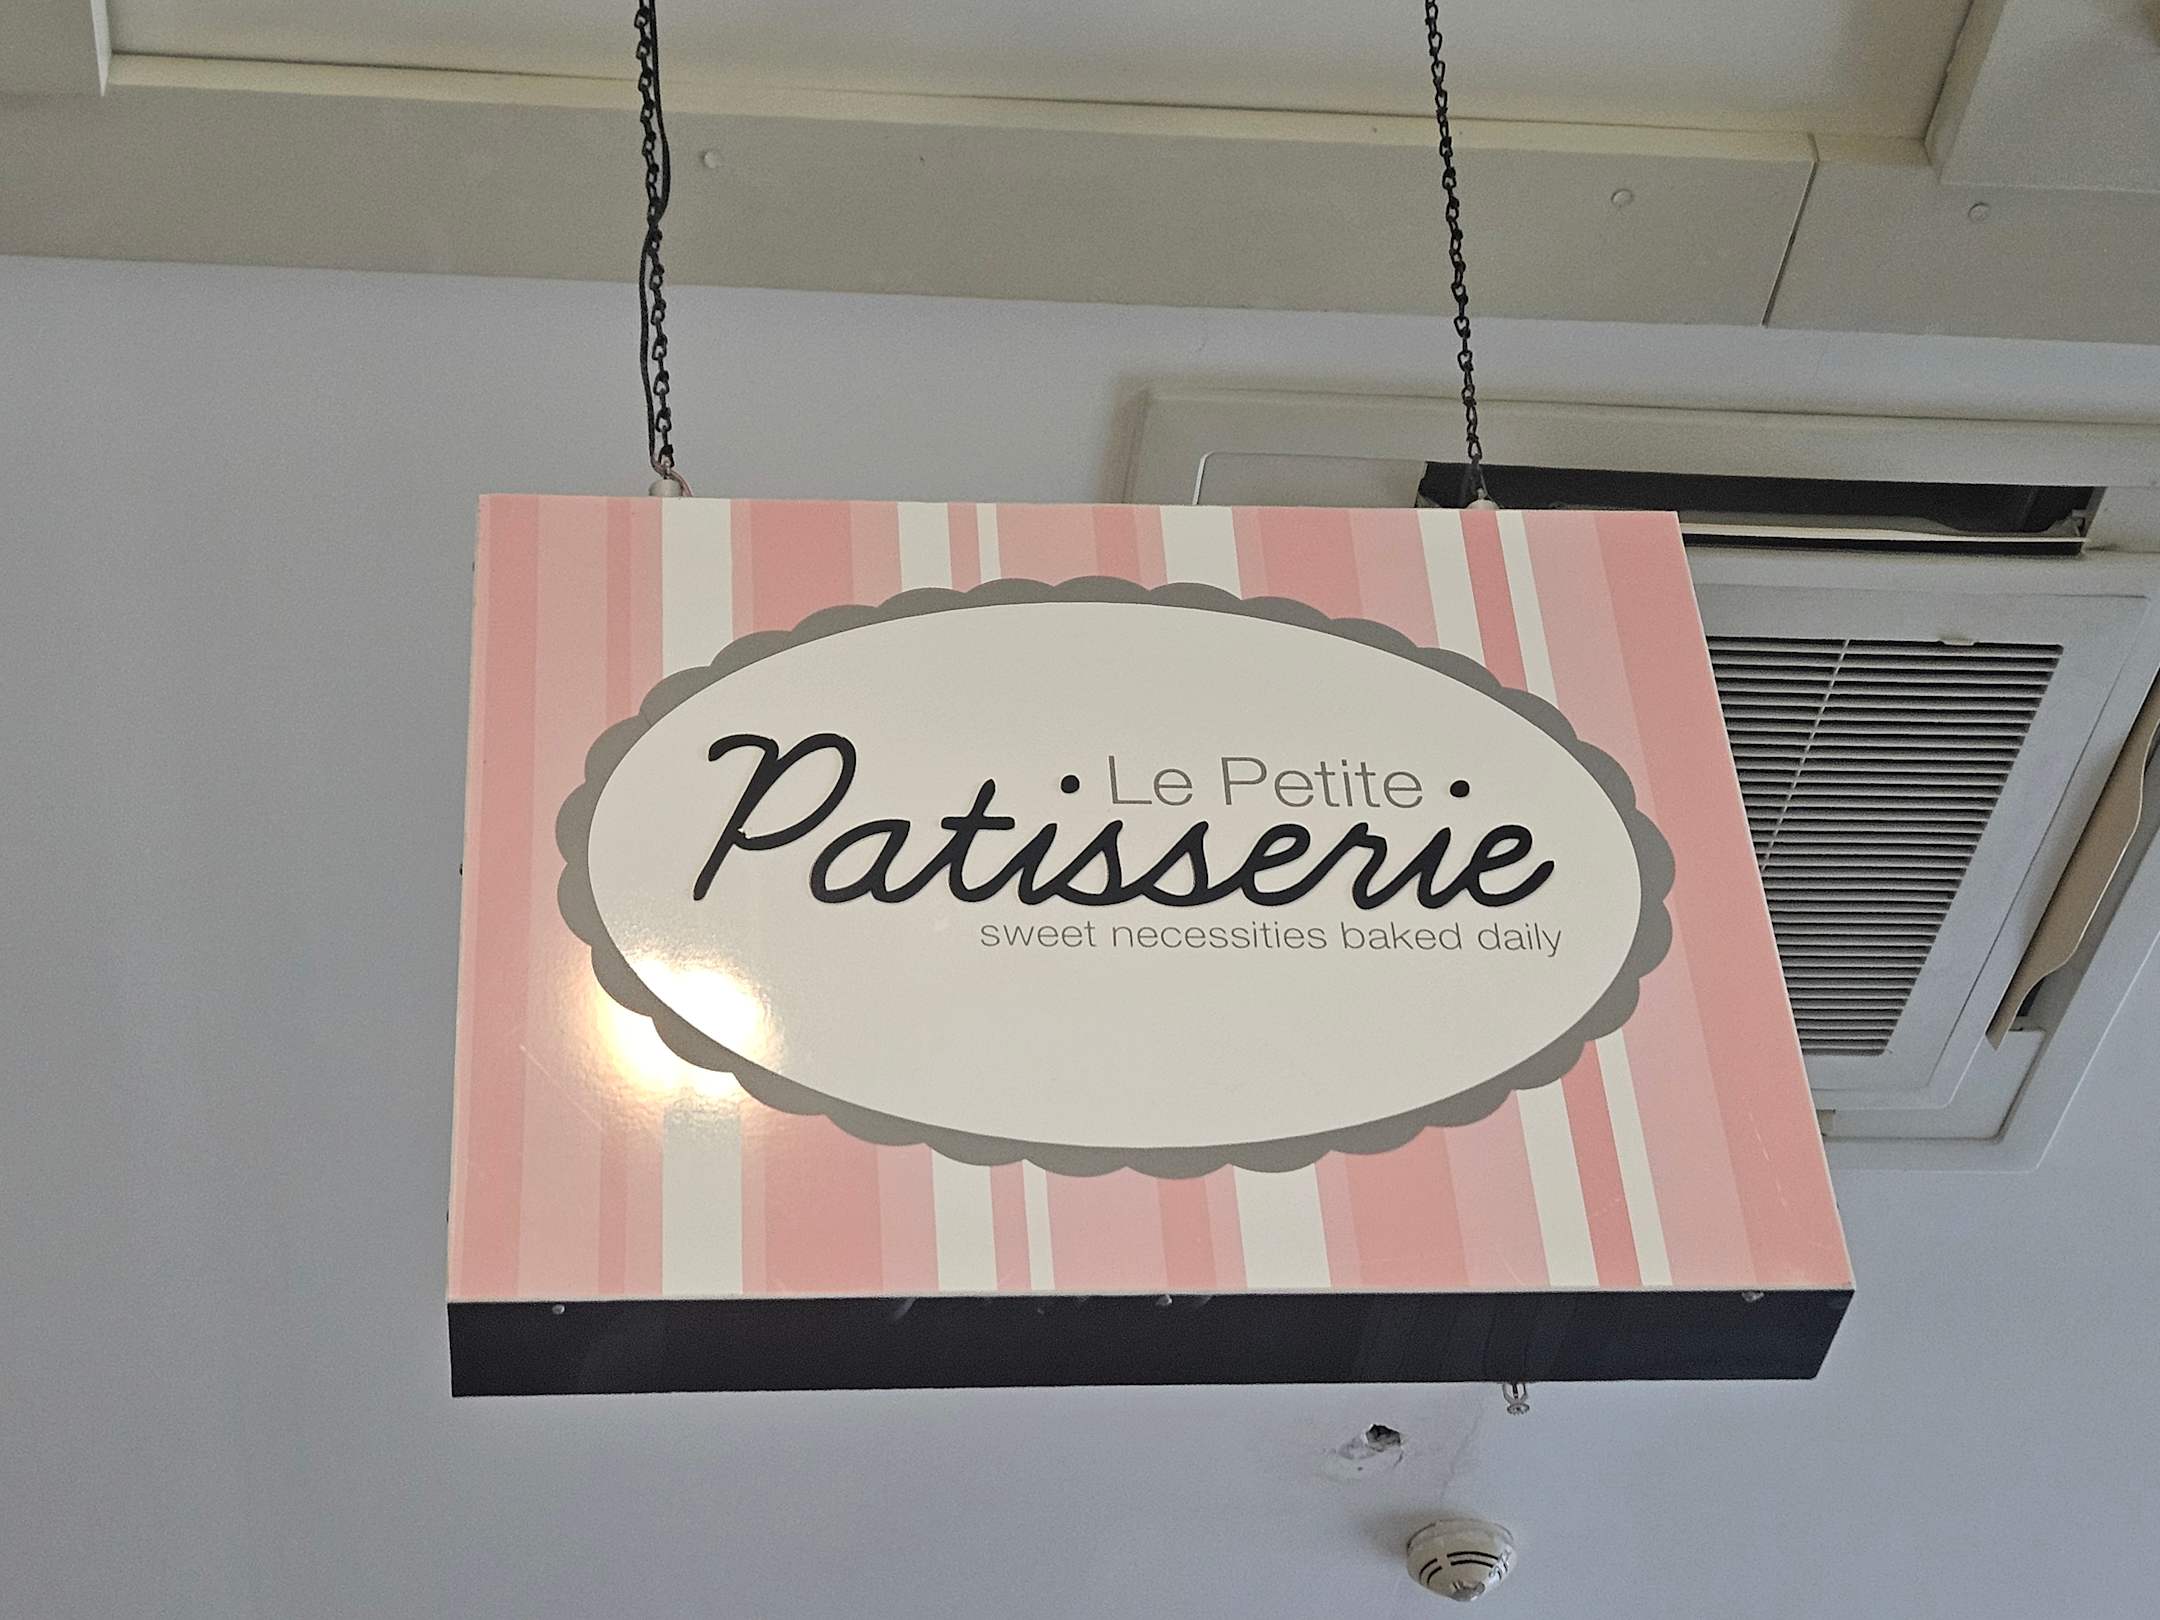 Le Petite
Patisserie
sweet necessities baked daily